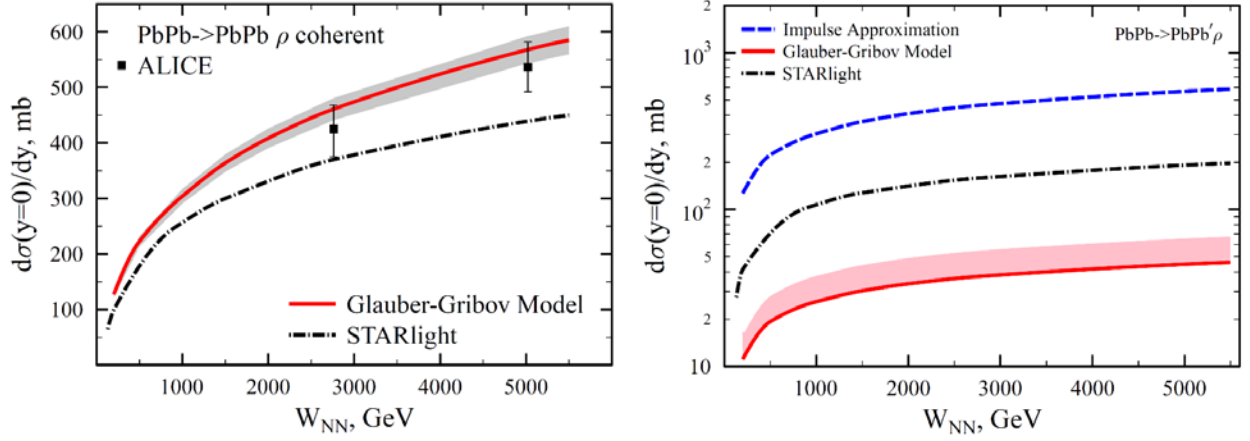 PbPb->PbPb ρ coherent
ALICE
Glauber-Gribov Model
STARlight
dσ(y=0)/dy, mb
600
500
400
300
200
100
1000
2000
3000
4000
5000
W_NN, GeV
Impulse Approximation
PbPb->PbPb′ρ
Glauber-Gribov Model
STARlight
dσ(y=0)/dy, mb
10³
5
2
10²
5
2
10
1000
2000
3000
4000
5000
W_NN, GeV